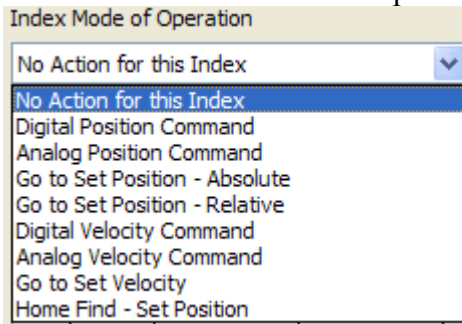 Index Mode of Operation
No Action for this Index
No Action for this Index
Digital Position Command
Analog Position Command
Go to Set Position - Absolute
Go to Set Position - Relative
Digital Velocity Command
Analog Velocity Command
Go to Set Velocity
Home Find - Set Position